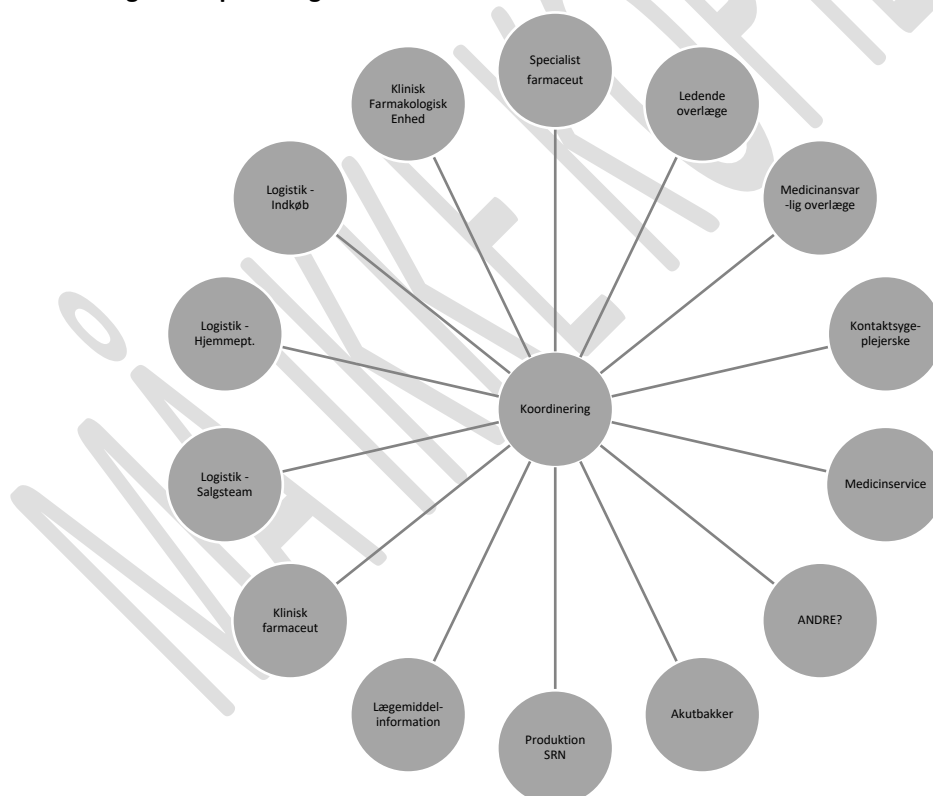 Specialist
farmaceut
Klinisk
Farmakologisk
Enhed
Ledende
overlæge
Logistik -
Indkøb
Medicinansvar
-lig overlæge
Logistik -
Hjemmept.
Kontaktsyge-
plejerske
Koordinering
Logistik -
Salgsteam
Medicinservice
Klinisk
farmaceut
ANDRE?
Lægemiddel-
information
Akutbakker
Produktion
SRN